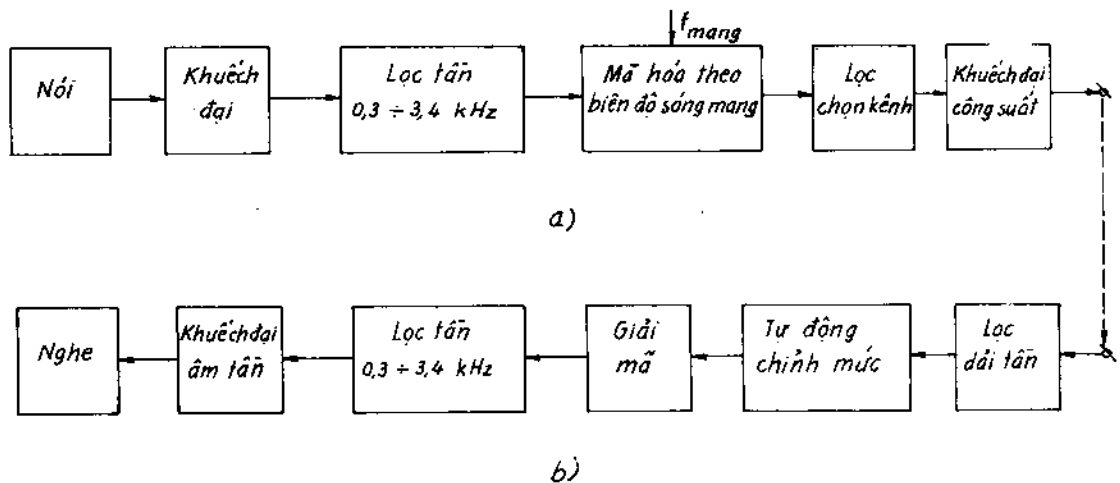 f mang
Nói
Khuếch
đại
Lọc tần
0,3 ÷ 3,4 kHz
Mã hóa theo
biên độ sóng mang
Lọc
chọn kênh
Khuếch đại
công suất
a)
Nghe
Khuếch đại
âm tần
Lọc tần
0,3 ÷ 3,4 kHz
Giải
mã
Tự động
chỉnh mức
Lọc
dải tần
b)